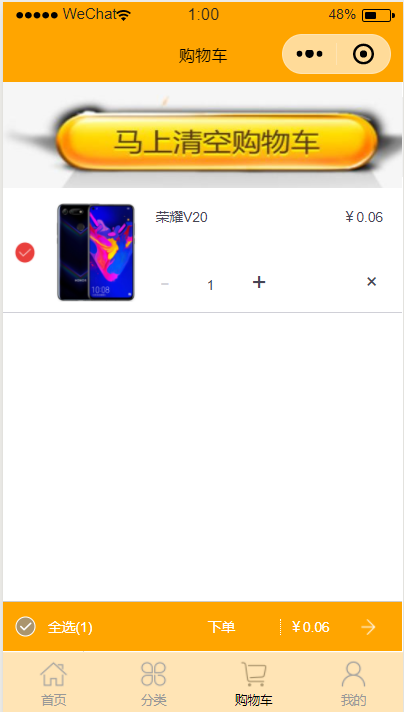 WeChat 1:00 48%
购物车
马上清空购物车
荣耀V20 ¥0.06
10:08
− 1 + ×
全选(1) 下单 ¥0.06
首页 分类 购物车 我的